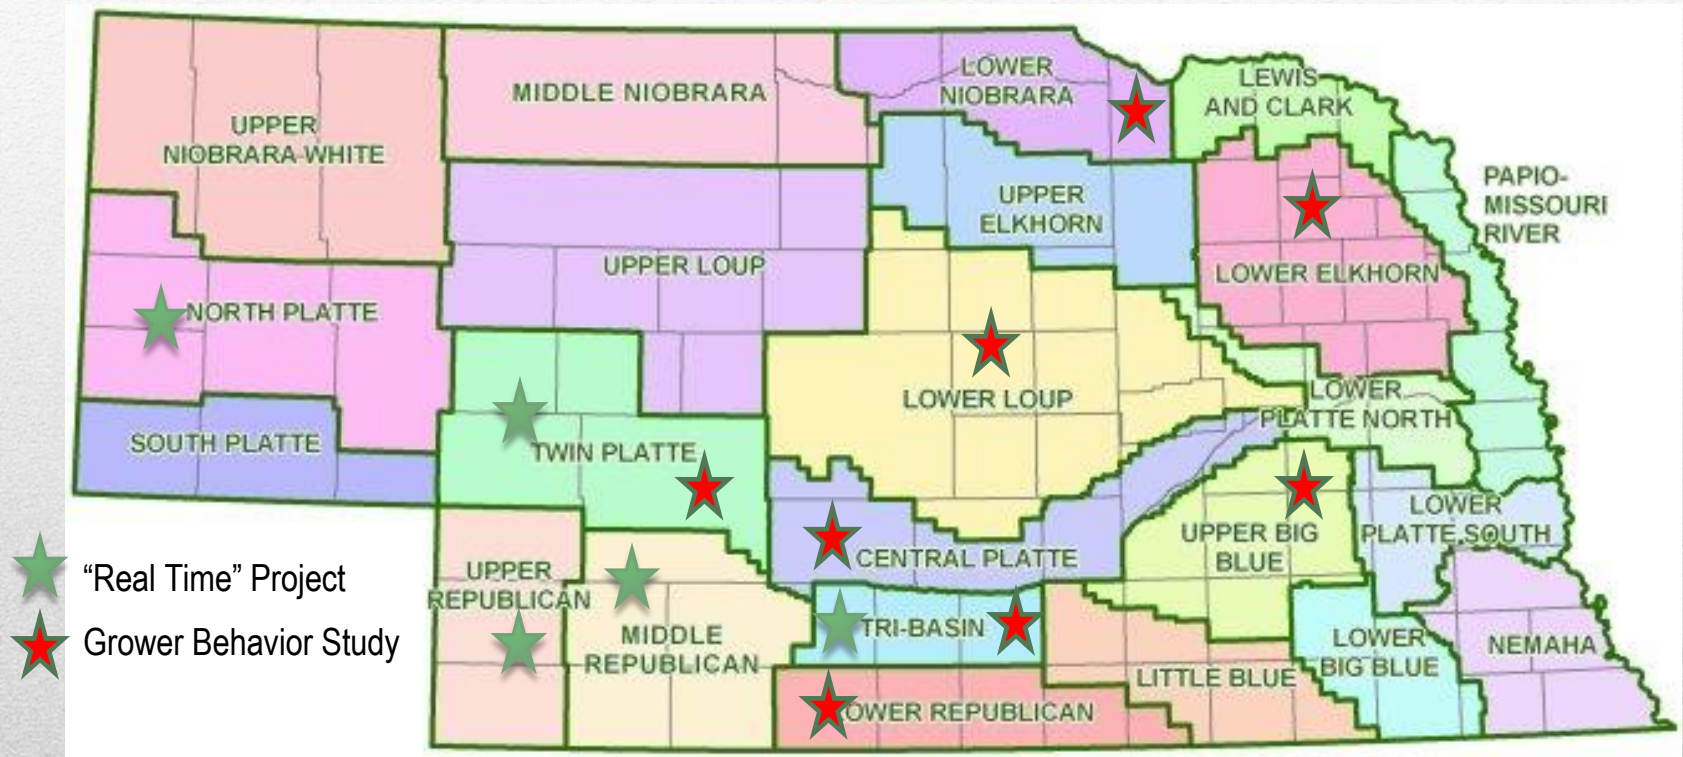 LOWER
NIOBRARA
LEWIS
AND CLARK
MIDDLE NIOBRARA
UPPER
NIOBRARA-WHITE
PAPIO-
MISSOURI
RIVER
UPPER
ELKHORN
UPPER LOUP
LOWER ELKHORN
NORTH PLATTE
LOWER LOUP
LOWER
PLATTE NORTH
SOUTH PLATTE
TWIN PLATTE
LOWER
PLATTE SOUTH
UPPER BIG
BLUE
CENTRAL PLATTE
UPPER
REPUBLICAN
“Real Time” Project
Grower Behavior Study
MIDDLE
REPUBLICAN
TRI-BASIN
LOWER
BIG BLUE
NEMAHA
LITTLE BLUE
OWER REPUBLICAN